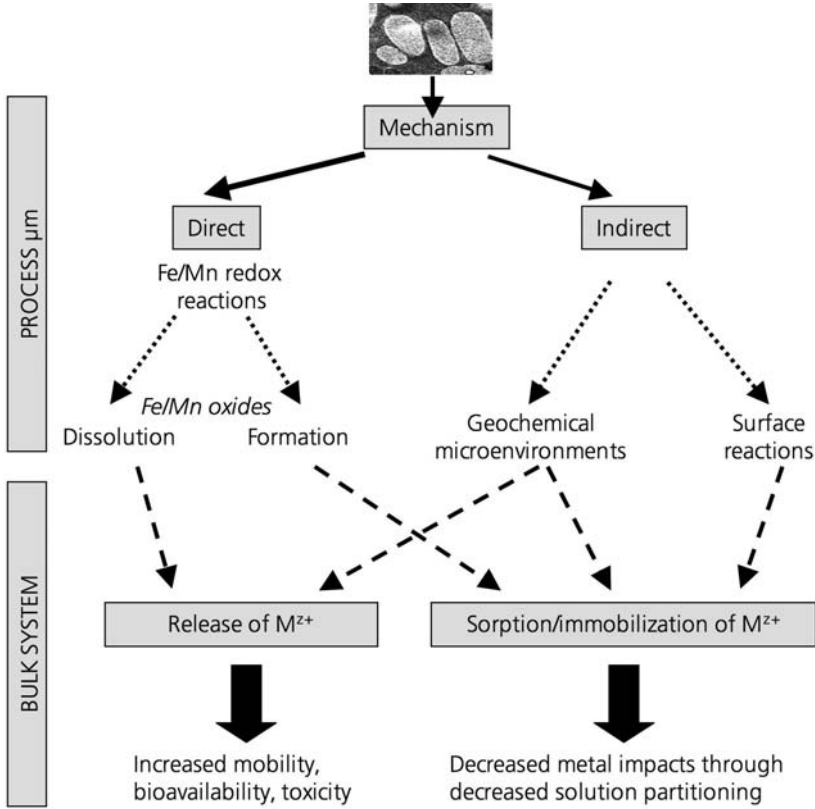 Mechanism
PROCESS µm
Direct
Indirect
Fe/Mn redox
reactions
Fe/Mn oxides
Dissolution
Formation
Geochemical
microenvironments
Surface
reactions
BULK SYSTEM
Release of Mᶻ⁺
Sorption/immobilization of Mᶻ⁺
Increased mobility,
bioavailability, toxicity
Decreased metal impacts through
decreased solution partitioning